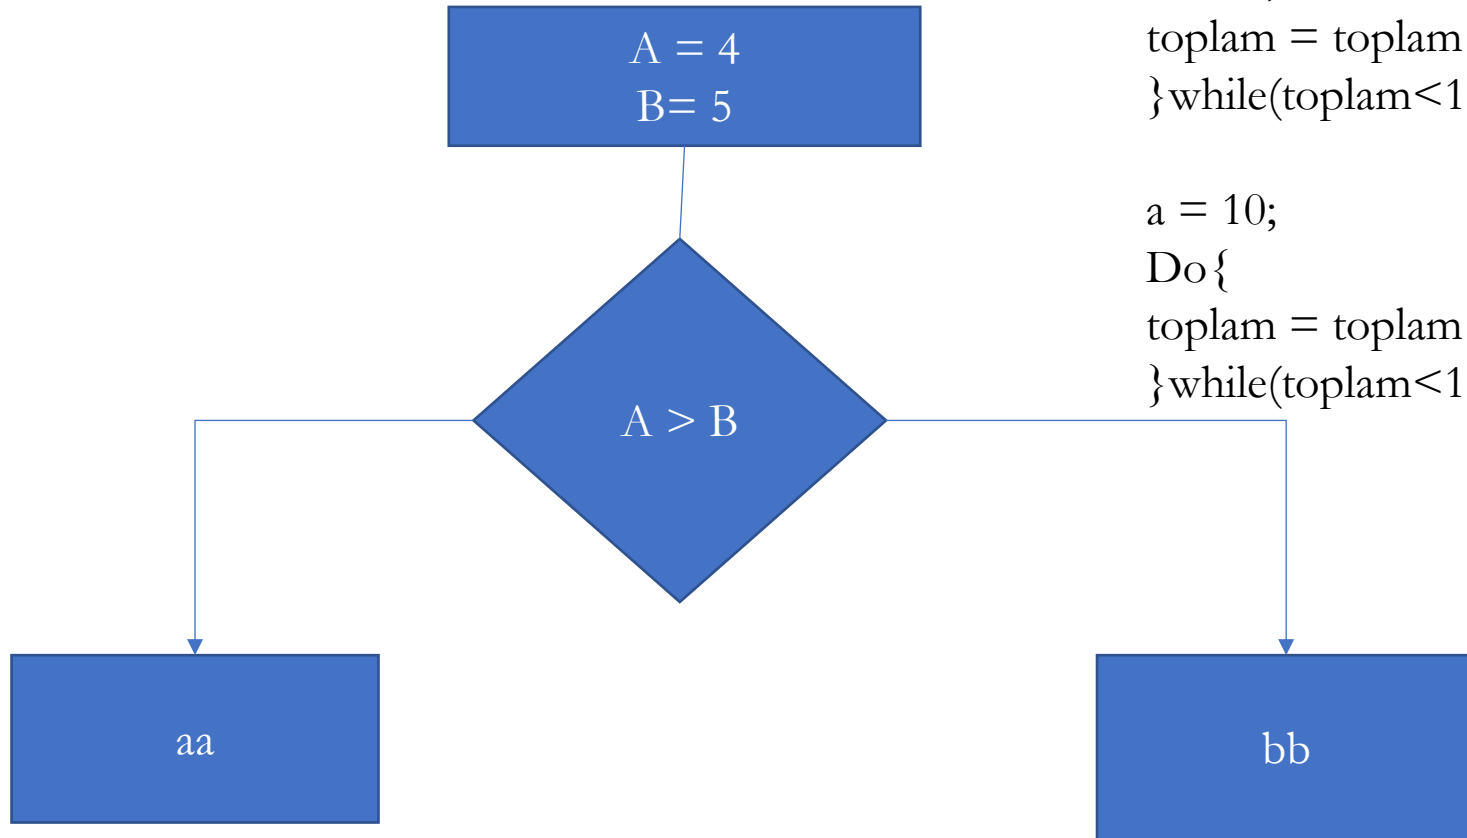 A = 4
B= 5
A > B
aa
bb
toplam = toplam
}while(toplam<1
a = 10;
Do{
toplam = toplam
}while(toplam<1